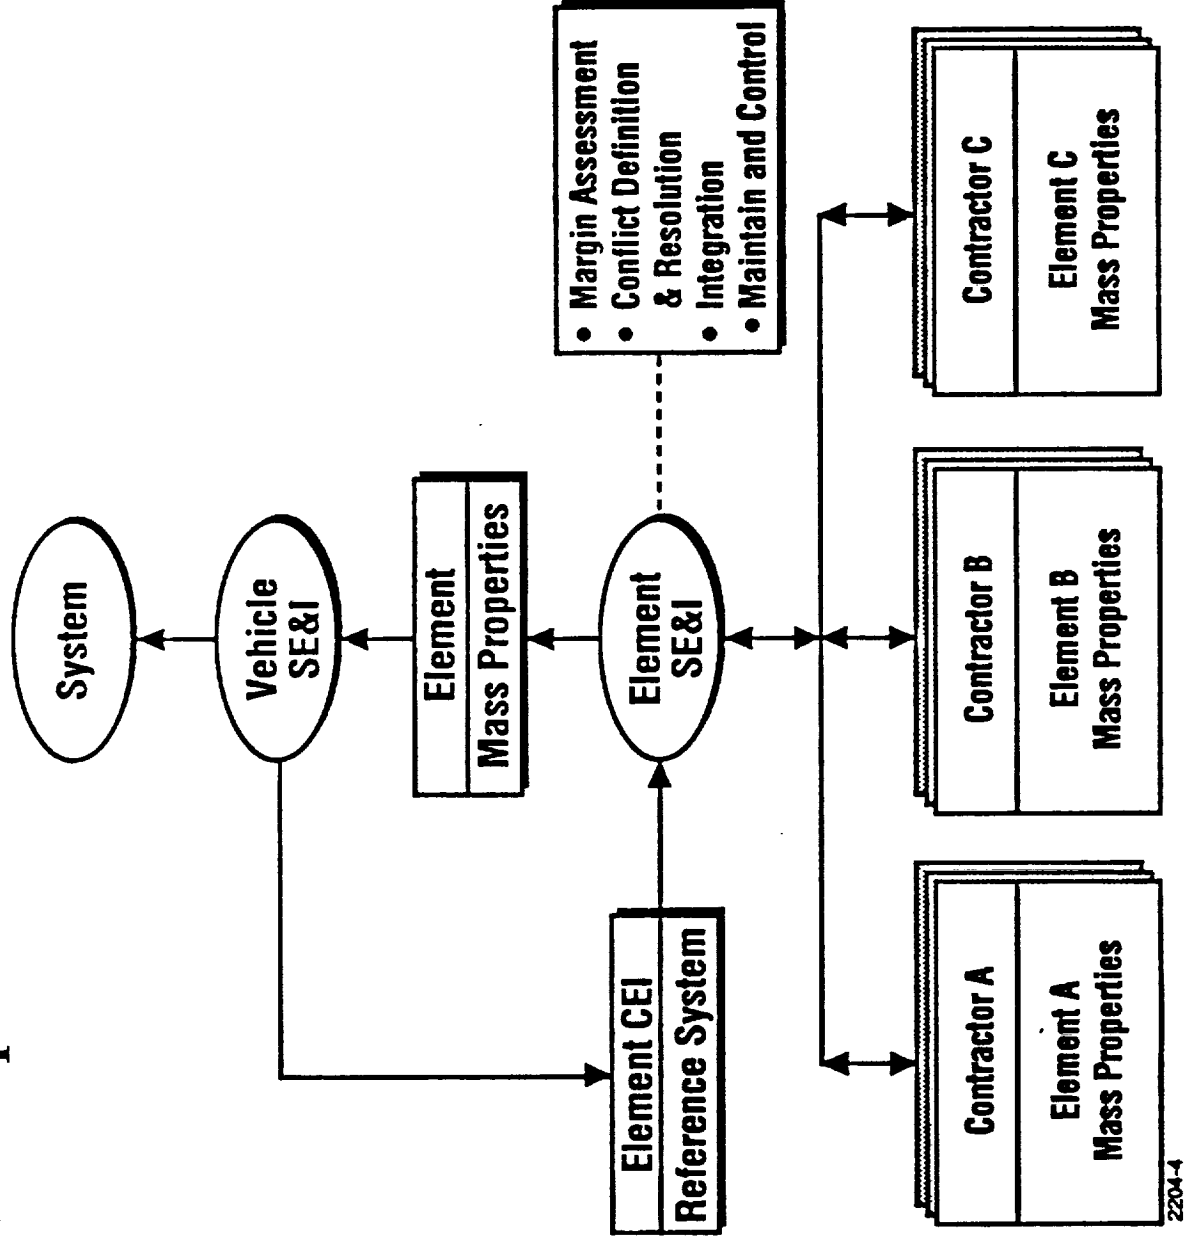 System
Vehicle
SE&I
Element
Mass Properties
Element
SE&I
• Margin Assessment
• Conflict Definition
& Resolution
• Integration
• Maintain and Control
Element CEI
Reference System
Contractor A
Element A
Mass Properties
Contractor B
Element B
Mass Properties
Contractor C
Element C
Mass Properties
2204-4